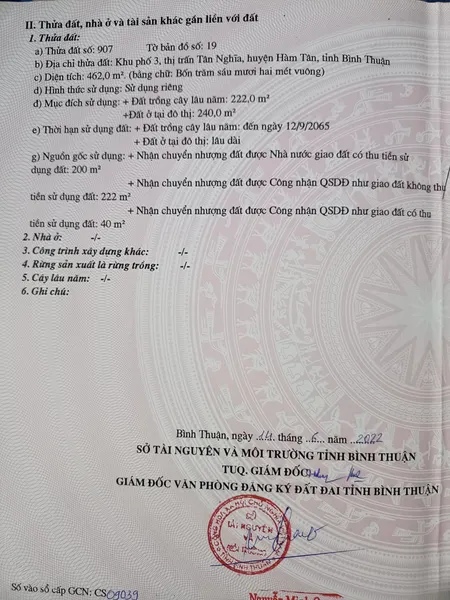 II. Thửa đất, nhà ở và tài sản khác gắn liền với đất
1. Thửa đất:
a) Thửa đất số: 907 Tờ bản đồ số: 19
b) Địa chỉ thửa đất: Khu phố 3, thị trấn Tân Nghĩa, huyện Hàm Tân, tỉnh Bình Thuận
c) Diện tích: 462,0 m². (bằng chữ: Bốn trăm sáu mươi hai mét vuông)
d) Hình thức sử dụng: Sử dụng riêng
đ) Mục đích sử dụng: + Đất trồng cây lâu năm: 222,0 m²
+Đất ở tại đô thị: 240,0 m²
e) Thời hạn sử dụng đất: + Đất trồng cây lâu năm: đến ngày 12/9/2065
+ Đất ở tại đô thị: lâu dài
g) Nguồn gốc sử dụng: + Nhận chuyển nhượng đất được Nhà nước giao đất có thu tiền sử
dụng đất: 200 m²
+ Nhận chuyển nhượng đất được Công nhận QSDĐ như giao đất không thu
tiền sử dụng đất: 222 m²
+ Nhận chuyển nhượng đất được Công nhận QSDĐ như giao đất có thu
tiền sử dụng đất: 40 m²
2. Nhà ở: -/-
3. Công trình xây dựng khác: -/-
4. Rừng sản xuất là rừng trồng: -/-
5. Cây lâu năm: -/-
6. Ghi chú:
Bình Thuận, ngày 14 tháng 6 năm 2022
SỞ TÀI NGUYÊN VÀ MÔI TRƯỜNG TỈNH BÌNH THUẬN
TUQ. GIÁM ĐỐC
GIÁM ĐỐC VĂN PHÒNG ĐĂNG KÝ ĐẤT ĐAI TỈNH BÌNH THUẬN
SỞ
TÀI NGUYÊN
VÀ
MÔI TRƯỜNG
TỈNH BÌNH THUẬN
Số vào sổ cấp GCN: CS09039